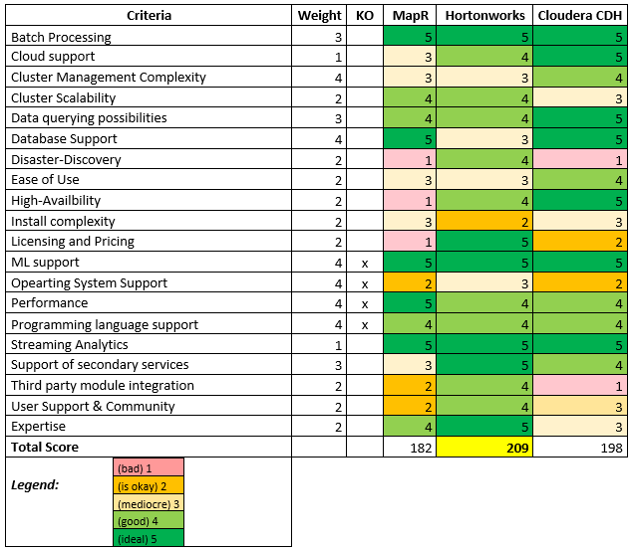 Criteria Weight KO MapR Hortonworks Cloudera CDH
Batch Processing 3 5 5 5
Cloud support 1 3 4 5
Cluster Management Complexity 4 3 3 4
Cluster Scalability 2 4 4 3
Data querying possibilities 3 4 4 5
Database Support 4 5 3 5
Disaster-Discovery 2 1 4 1
Ease of Use 2 3 3 4
High-Availbility 2 1 4 5
Install complexity 2 3 2 3
Licensing and Pricing 2 1 5 2
ML support 4 x 5 5 5
Opearting System Support 4 x 2 3 2
Performance 4 x 5 4 4
Programming language support 4 x 4 4 4
Streaming Analytics 1 5 5 5
Support of secondary services 3 3 5 4
Third party module integration 2 2 4 1
User Support & Community 2 2 4 3
Expertise 2 4 5 3
Total Score 182 209 198
Legend:
(bad) 1
(is okay) 2
(mediocre) 3
(good) 4
(ideal) 5